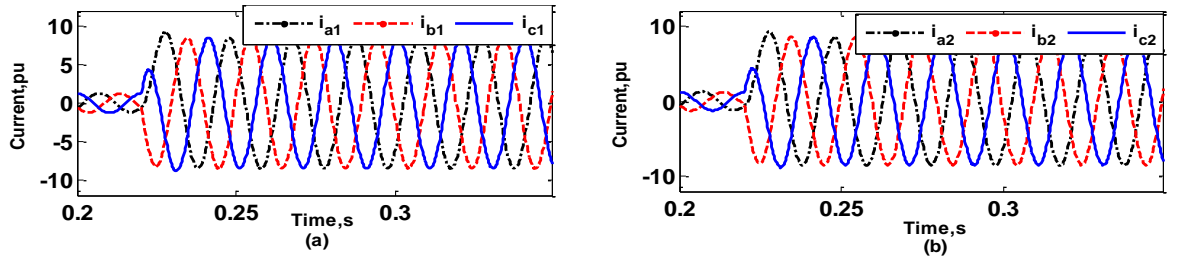 i_a1 i_b1 i_c1
Current,pu
10
5
0
-5
-10
0.2 0.25 0.3
Time,s
(a)
i_a2 i_b2 i_c2
Current,pu
10
0
-10
0.2 0.25 0.3
Time,s
(b)